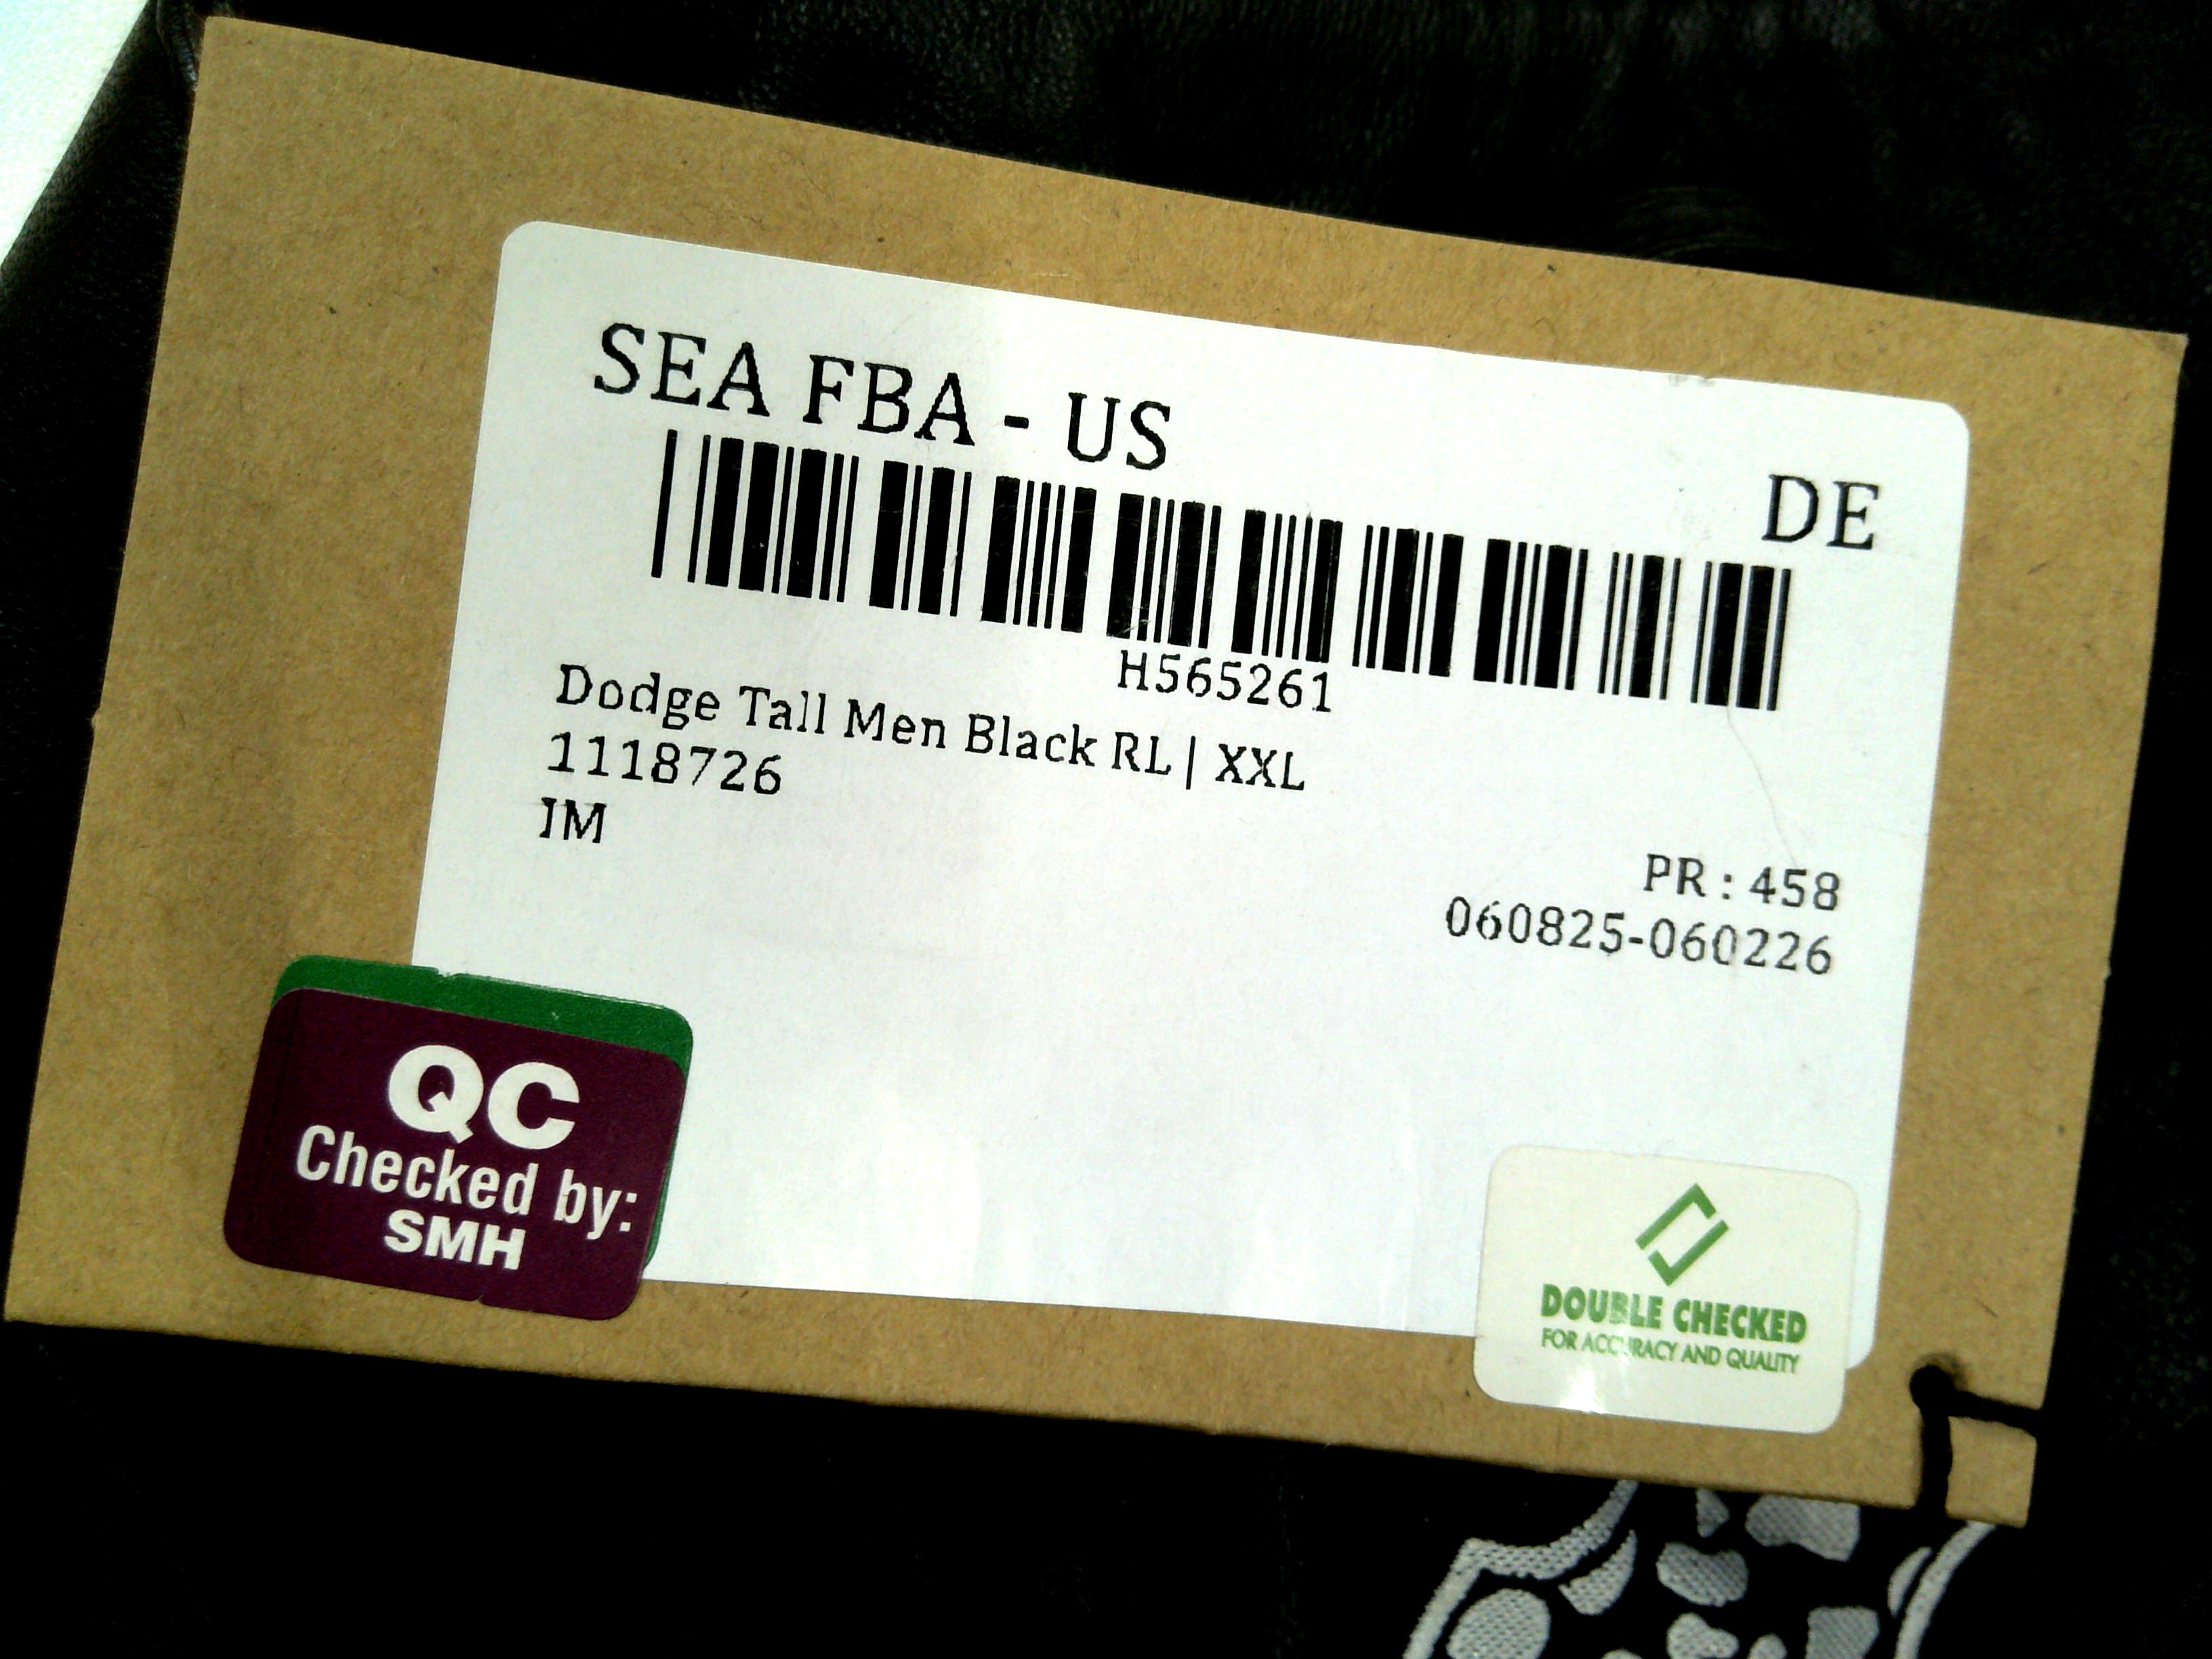 SEA FBA - US
DE
H565261
Dodge Tall Men Black RL | XXL
1118726
IM
PR : 458
060825-060226
QC
Checked by:
SMH
DOUBLE CHECKED
FOR ACCURACY AND QUALITY